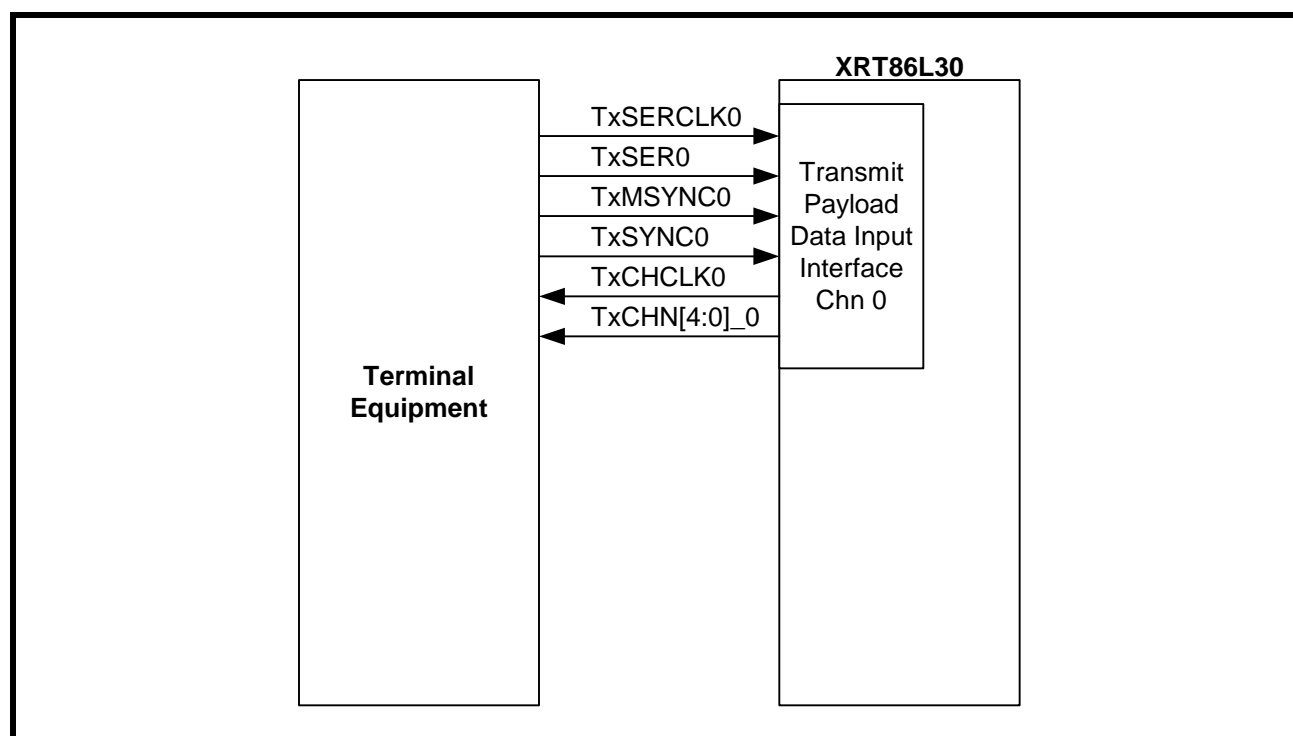 XRT86L30
TxSERCLK0
TxSER0
TxMSYNC0
TxSYNC0
TxCHCLK0
TxCHN[4:0]_0
Transmit
Payload
Data Input
Interface
Chn 0
Terminal
Equipment